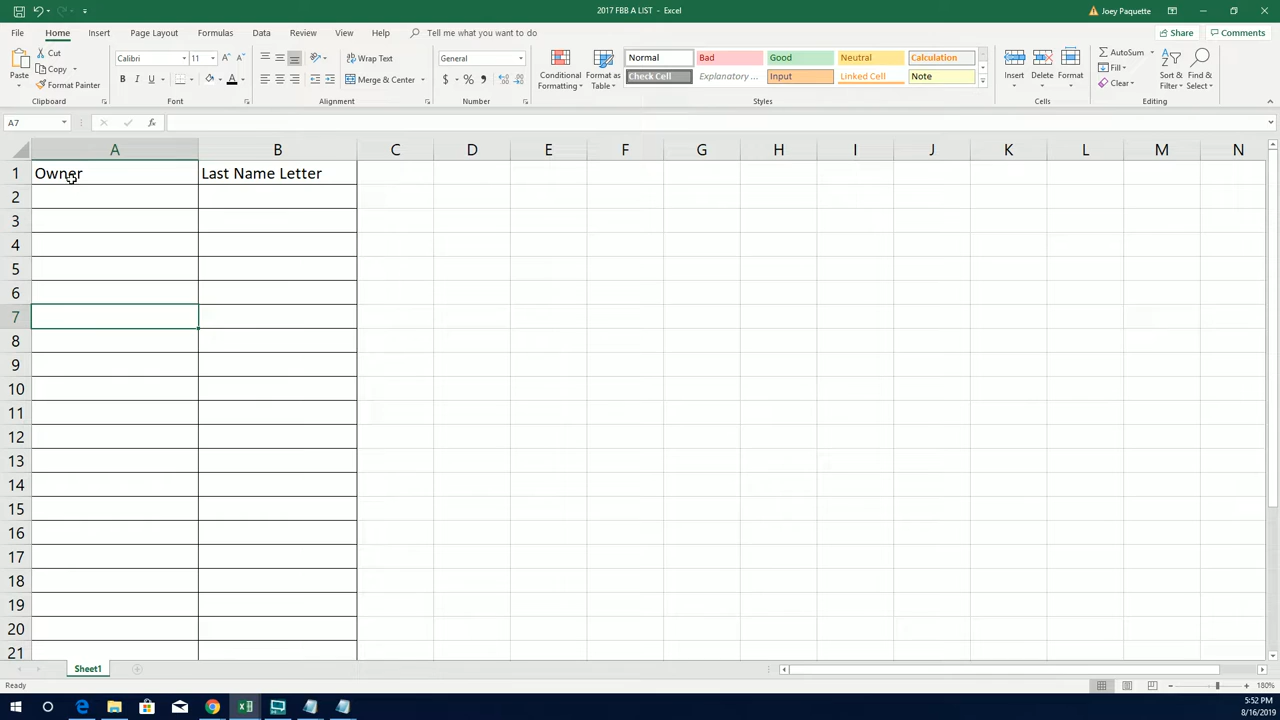 2017 FBB A LIST - Excel
Joey Paquette
File Home Insert Page Layout Formulas Data Review View Help Tell me what you want to do
Share Comments
Cut
Copy
Format Painter
Paste
Clipboard
Calibri 11
B I U A
Font
Wrap Text
Merge & Center
Alignment
General
$ % ,
Number
Conditional Formatting
Format as Table
Normal Bad Good Neutral Calculation
Check Cell Explanatory ... Input Linked Cell Note
Styles
Insert Delete Format
Cells
AutoSum
Fill
Clear
Sort & Filter
Find & Select
Editing
A7 fx
A B C D E F G H I J K L M N
1 Owner Last Name Letter
2
3
4
5
6
7
8
9
10
11
12
13
14
15
16
17
18
19
20
21
Sheet1
Ready 180%
5:52 PM
8/16/2019